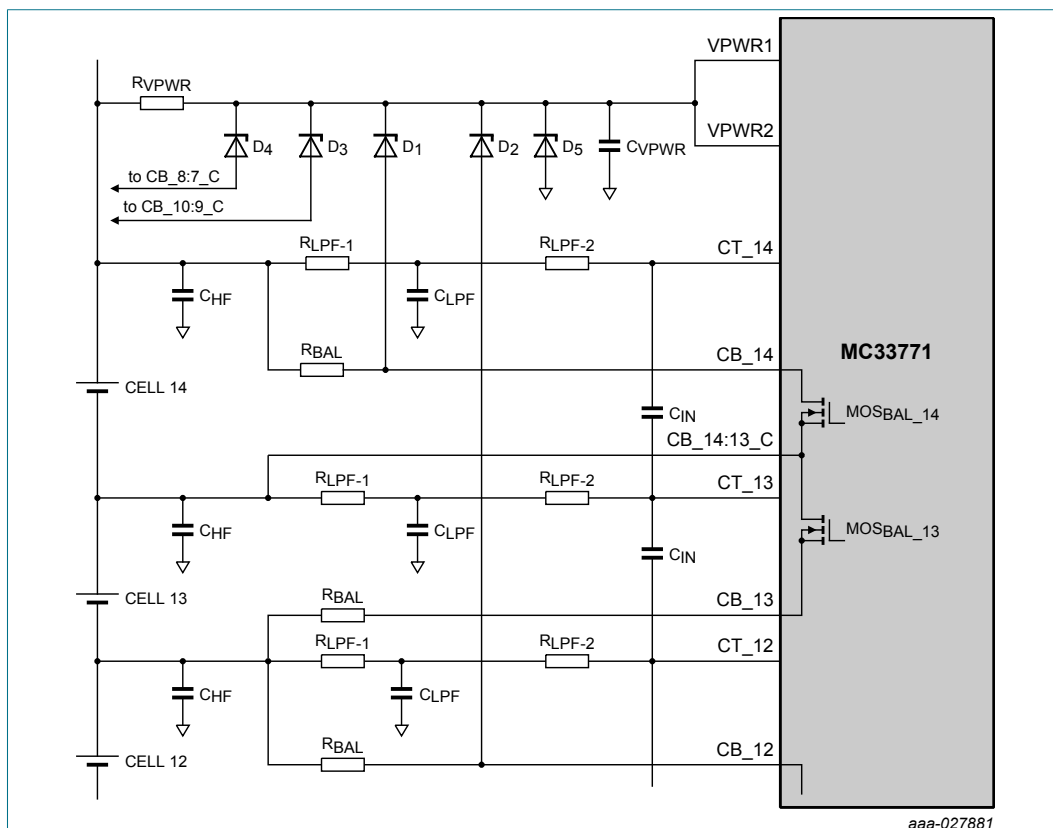 VPWR1
RVPWR
VPWR2
D4
D3
D1
D2
D5
CVPWR
to CB_8:7_C
to CB_10:9_C
RLPF-1
RLPF-2
CT_14
CHF
CLPF
MC33771
RBAL
CB_14
CELL 14
CIN
MOSBAL_14
CB_14:13_C
RLPF-1
RLPF-2
CT_13
CHF
CLPF
MOSBAL_13
CIN
CELL 13
RBAL
CB_13
RLPF-1
RLPF-2
CT_12
CHF
CLPF
RBAL
CB_12
CELL 12
aaa-027881